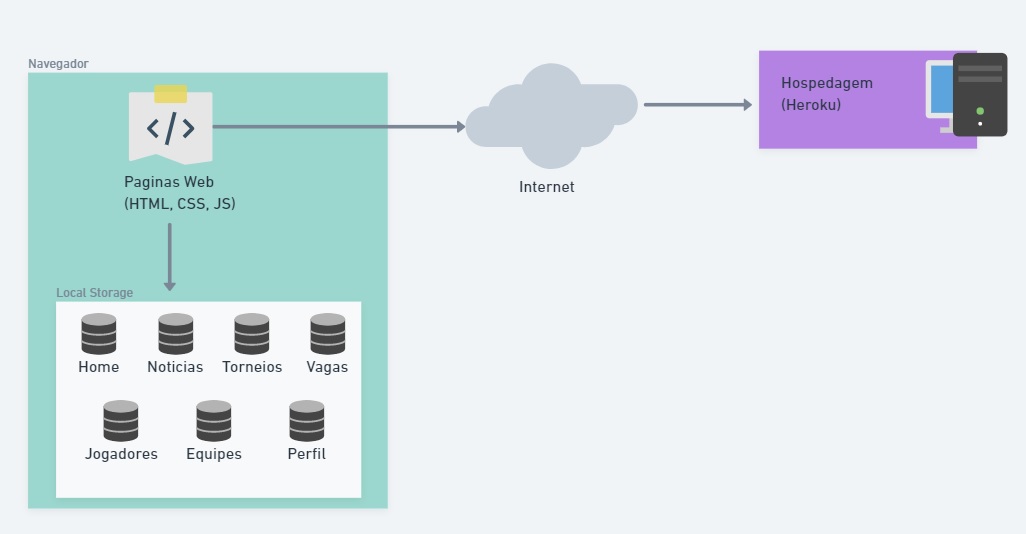 Navegador
</>
Paginas Web
(HTML, CSS, JS)
Internet
Hospedagem
(Heroku)
Local Storage
Home
Noticias
Torneios
Vagas
Jogadores
Equipes
Perfil